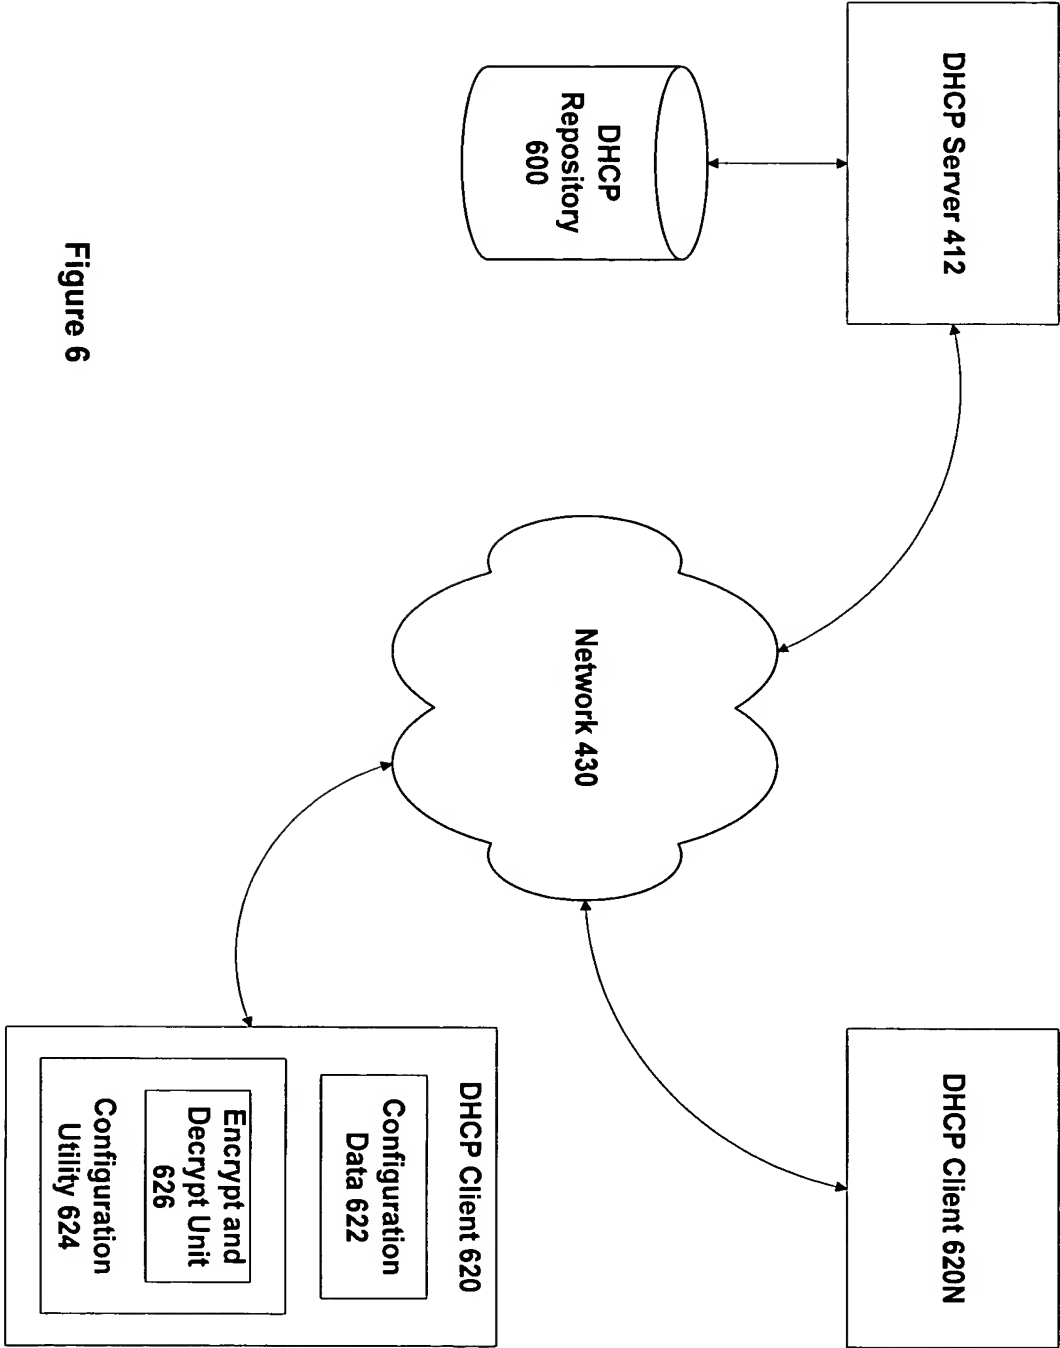 DHCP Server 412
DHCP Client 620N
DHCP
Repository
600
Network 430
DHCP Client 620
Configuration
Data 622
Encrypt and
Decrypt Unit
626
Configuration
Utility 624
Figure 6